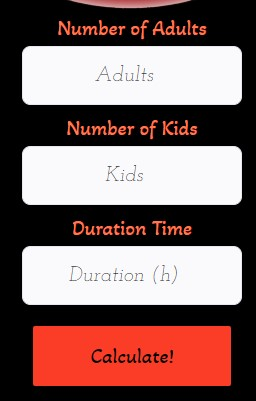 Number of Adults
Adults
Number of Kids
Kids
Duration Time
Duration (h)
Calculate!